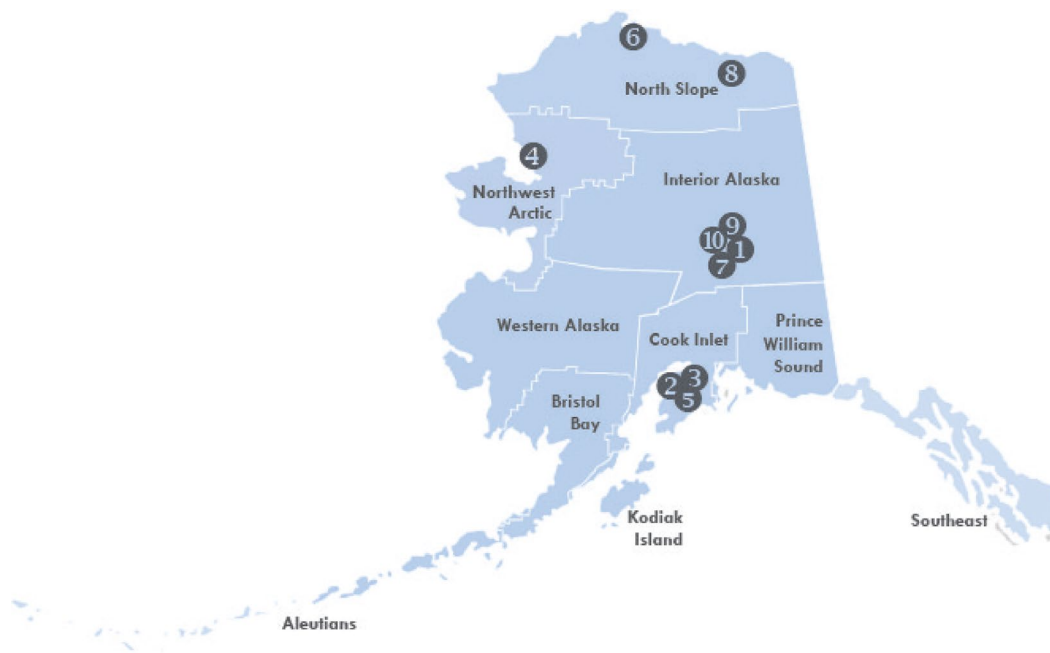 6
8
North Slope
4
Interior Alaska
Northwest
Arctic
9
10
1
7
Western Alaska
Cook Inlet
Prince
William
Sound
2
3
5
Bristol
Bay
Kodiak
Island
Southeast
Aleutians